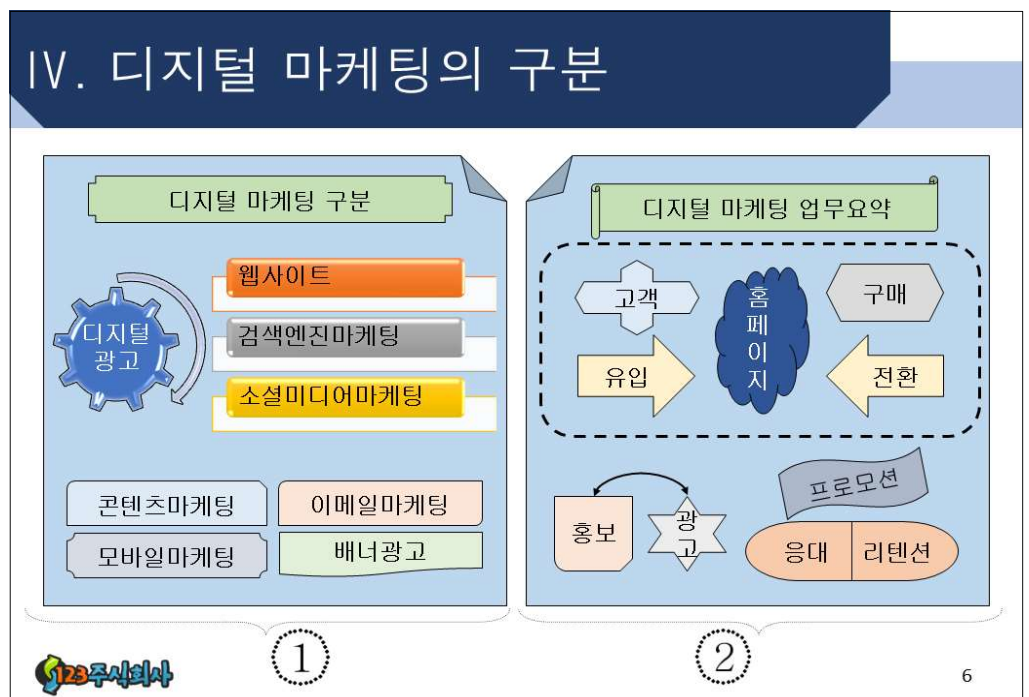 Ⅳ. 디지털 마케팅의 구분
디지털 마케팅 구분
디지털
광고
웹사이트
검색엔진마케팅
소셜미디어마케팅
콘텐츠마케팅
이메일마케팅
모바일마케팅
배너광고
①
디지털 마케팅 업무요약
고객
홈
페
이
지
구매
유입
전환
홍보
광
고
프로모션
응대
리텐션
②
123주식회사
6